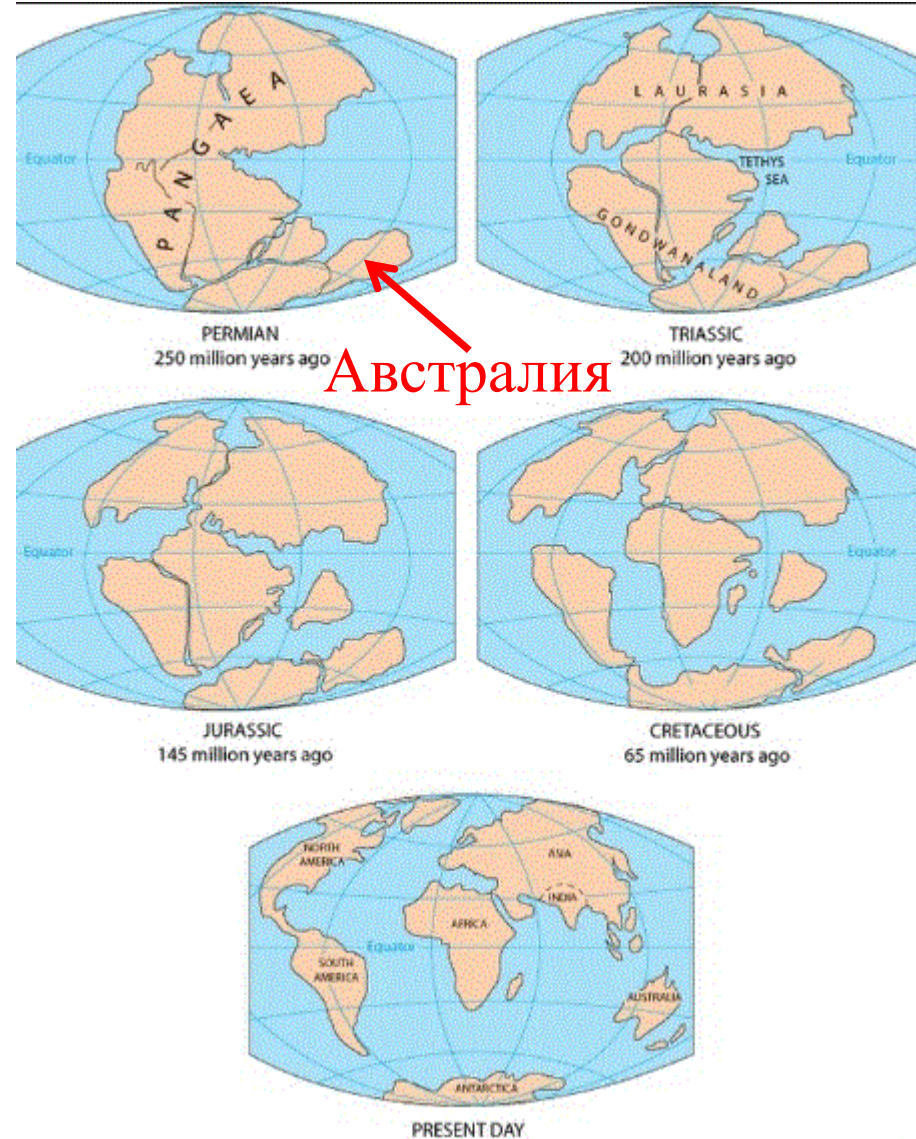 PANGAEA
Equator
PERMIAN
250 million years ago
LAURASIA
TETHYS
SEA
Equator
GONDWANALAND
TRIASSIC
200 million years ago
Австралия
Equator
JURASSIC
145 million years ago
Equator
CRETACEOUS
65 million years ago
NORTH
AMERICA
ASIA
INDIA
AFRICA
Equator
SOUTH
AMERICA
AUSTRALIA
ANTARCTICA
PRESENT DAY